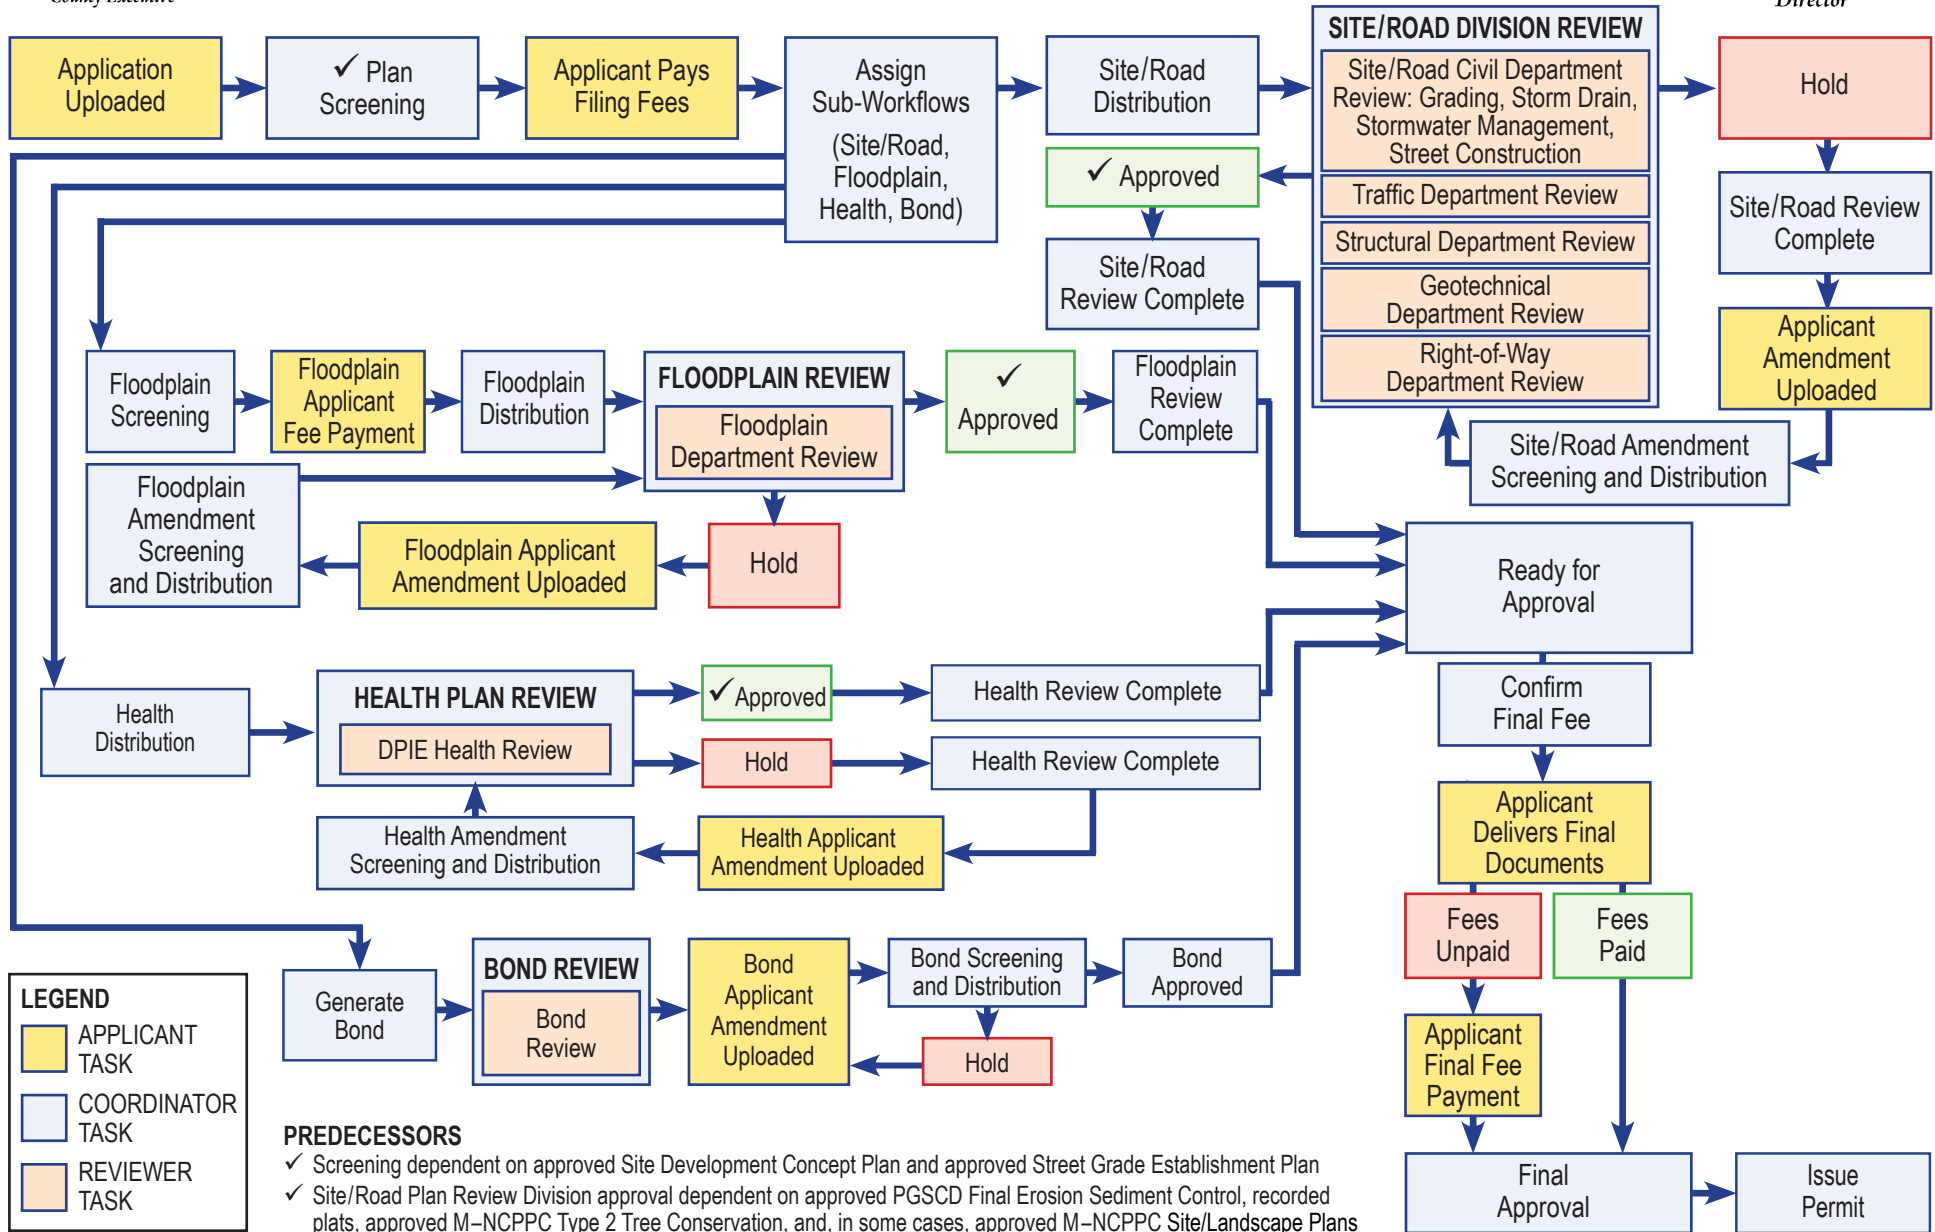 County Executive
Director
Application
Uploaded
✓ Plan
Screening
Applicant Pays
Filing Fees
Assign
Sub-Workflows
(Site/Road,
Floodplain,
Health, Bond)
Site/Road
Distribution
SITE/ROAD DIVISION REVIEW
Site/Road Civil Department
Review: Grading, Storm Drain,
Stormwater Management,
Street Construction
Traffic Department Review
Structural Department Review
Geotechnical
Department Review
Right-of-Way
Department Review
Hold
✓ Approved
Site/Road
Review Complete
Site/Road Review
Complete
Applicant
Amendment
Uploaded
Site/Road Amendment
Screening and Distribution
Floodplain
Screening
Floodplain
Applicant
Fee Payment
Floodplain
Distribution
FLOODPLAIN REVIEW
Floodplain
Department Review
✓
Approved
Floodplain
Review
Complete
Floodplain
Amendment
Screening
and Distribution
Floodplain Applicant
Amendment Uploaded
Hold
Ready for
Approval
Health
Distribution
HEALTH PLAN REVIEW
DPIE Health Review
✓ Approved
Health Review Complete
Hold
Health Review Complete
Health Amendment
Screening and Distribution
Health Applicant
Amendment Uploaded
Confirm
Final Fee
Applicant
Delivers Final
Documents
Fees
Unpaid
Fees
Paid
Applicant
Final Fee
Payment
Generate
Bond
BOND REVIEW
Bond
Review
Bond
Applicant
Amendment
Uploaded
Bond Screening
and Distribution
Bond
Approved
Hold
Final
Approval
Issue
Permit
LEGEND
APPLICANT
TASK
COORDINATOR
TASK
REVIEWER
TASK
PREDECESSORS
✓ Screening dependent on approved Site Development Concept Plan and approved Street Grade Establishment Plan
✓ Site/Road Plan Review Division approval dependent on approved PGSCD Final Erosion Sediment Control, recorded
plats, approved M–NCPPC Type 2 Tree Conservation, and, in some cases, approved M–NCPPC Site/Landscape Plans